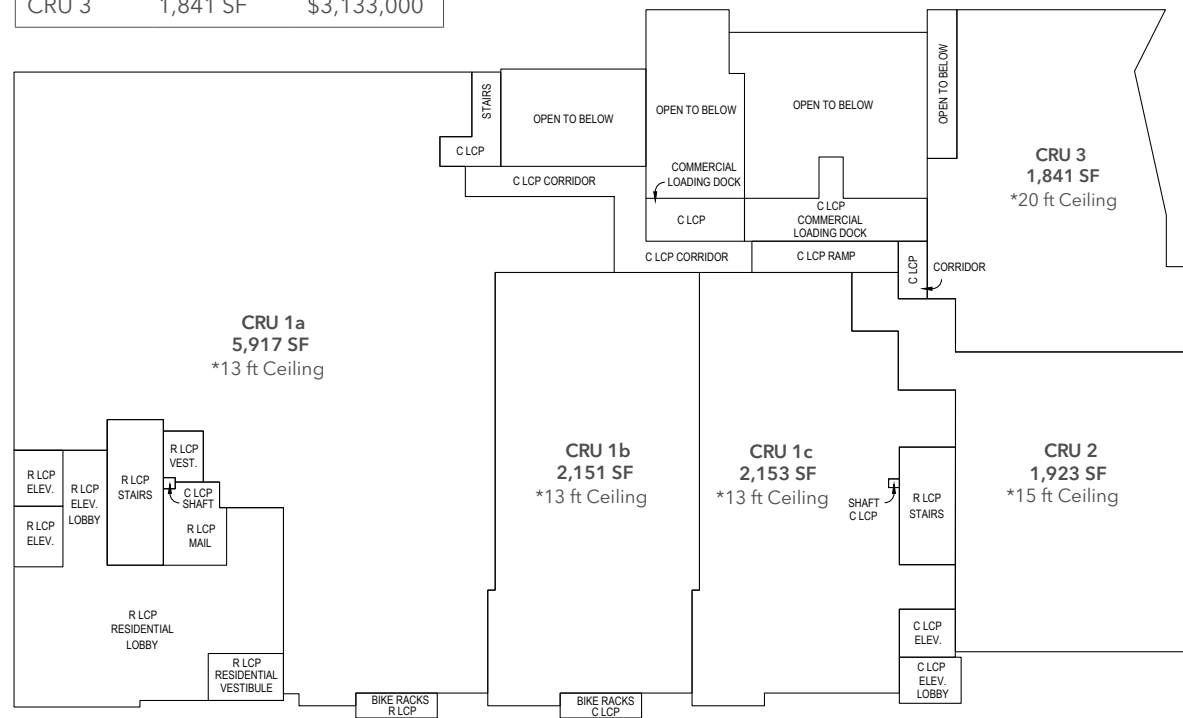 CRU 3 1,841 SF $3,133,000
STAIRS
OPEN TO BELOW
OPEN TO BELOW
OPEN TO BELOW
OPEN TO BELOW
C LCP
C LCP CORRIDOR
COMMERCIAL
LOADING DOCK
C LCP
C LCP
COMMERCIAL
LOADING DOCK
C LCP CORRIDOR
C LCP RAMP
C LCP
CORRIDOR
CRU 3
1,841 SF
*20 ft Ceiling
CRU 1a
5,917 SF
*13 ft Ceiling
CRU 1b
2,151 SF
*13 ft Ceiling
CRU 1c
2,153 SF
*13 ft Ceiling
CRU 2
1,923 SF
*15 ft Ceiling
R LCP
ELEV.
R LCP
ELEV.
R LCP
ELEV.
LOBBY
R LCP
STAIRS
R LCP
VEST.
C LCP
SHAFT
R LCP
MAIL
SHAFT
C LCP
R LCP
STAIRS
R LCP
RESIDENTIAL
LOBBY
R LCP
RESIDENTIAL
VESTIBULE
BIKE RACKS
R LCP
BIKE RACKS
C LCP
C LCP
ELEV.
C LCP
ELEV.
LOBBY